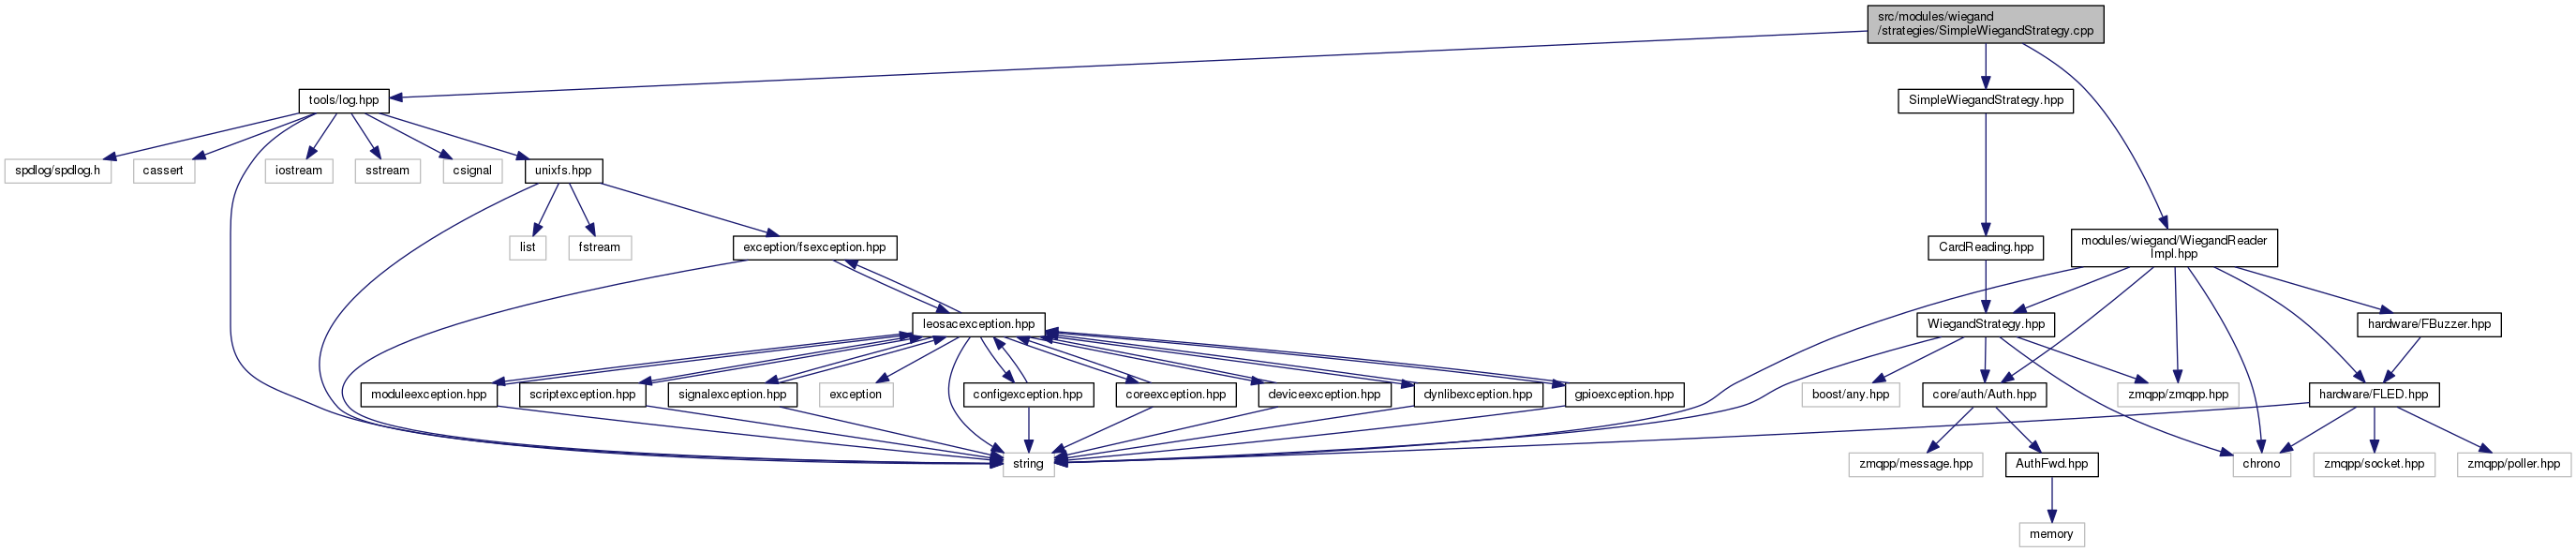 src/modules/wiegand
/strategies/SimpleWiegandStrategy.cpp
tools/log.hpp
SimpleWiegandStrategy.hpp
spdlog/spdlog.h
cassert
iostream
sstream
csignal
unixfs.hpp
list
fstream
exception/fsexception.hpp
CardReading.hpp
modules/wiegand/WiegandReader
Impl.hpp
leosacexception.hpp
WiegandStrategy.hpp
hardware/FBuzzer.hpp
moduleexception.hpp
scriptexception.hpp
signalexception.hpp
exception
configexception.hpp
coreexception.hpp
deviceexception.hpp
dynlibexception.hpp
gpioexception.hpp
boost/any.hpp
core/auth/Auth.hpp
zmqpp/zmqpp.hpp
hardware/FLED.hpp
string
zmqpp/message.hpp
AuthFwd.hpp
chrono
zmqpp/socket.hpp
zmqpp/poller.hpp
memory